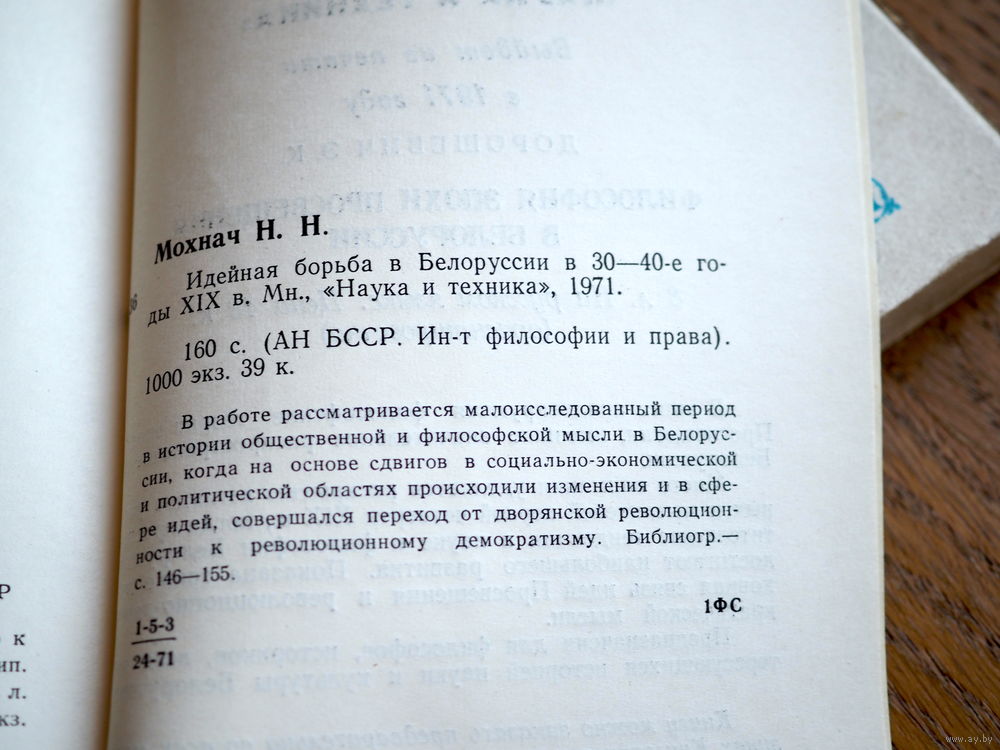 Мохнач Н. Н.
Идейная борьба в Белоруссии в 30—40-е го-
ды XIX в. Мн., «Наука и техника», 1971.
160 с. (АН БССР. Ин-т философии и права).
1000 экз. 39 к.
В работе рассматривается малоисследованный период
в истории общественной и философской мысли в Белорус-
сии, когда на основе сдвигов в социально-экономической
и политической областях происходили изменения и в сфе-
ре идей, совершался переход от дворянской революцион-
ности к революционному демократизму. Библиогр.—
с. 146—155.
1-5-3
24-71
1ФС
www.ay.by